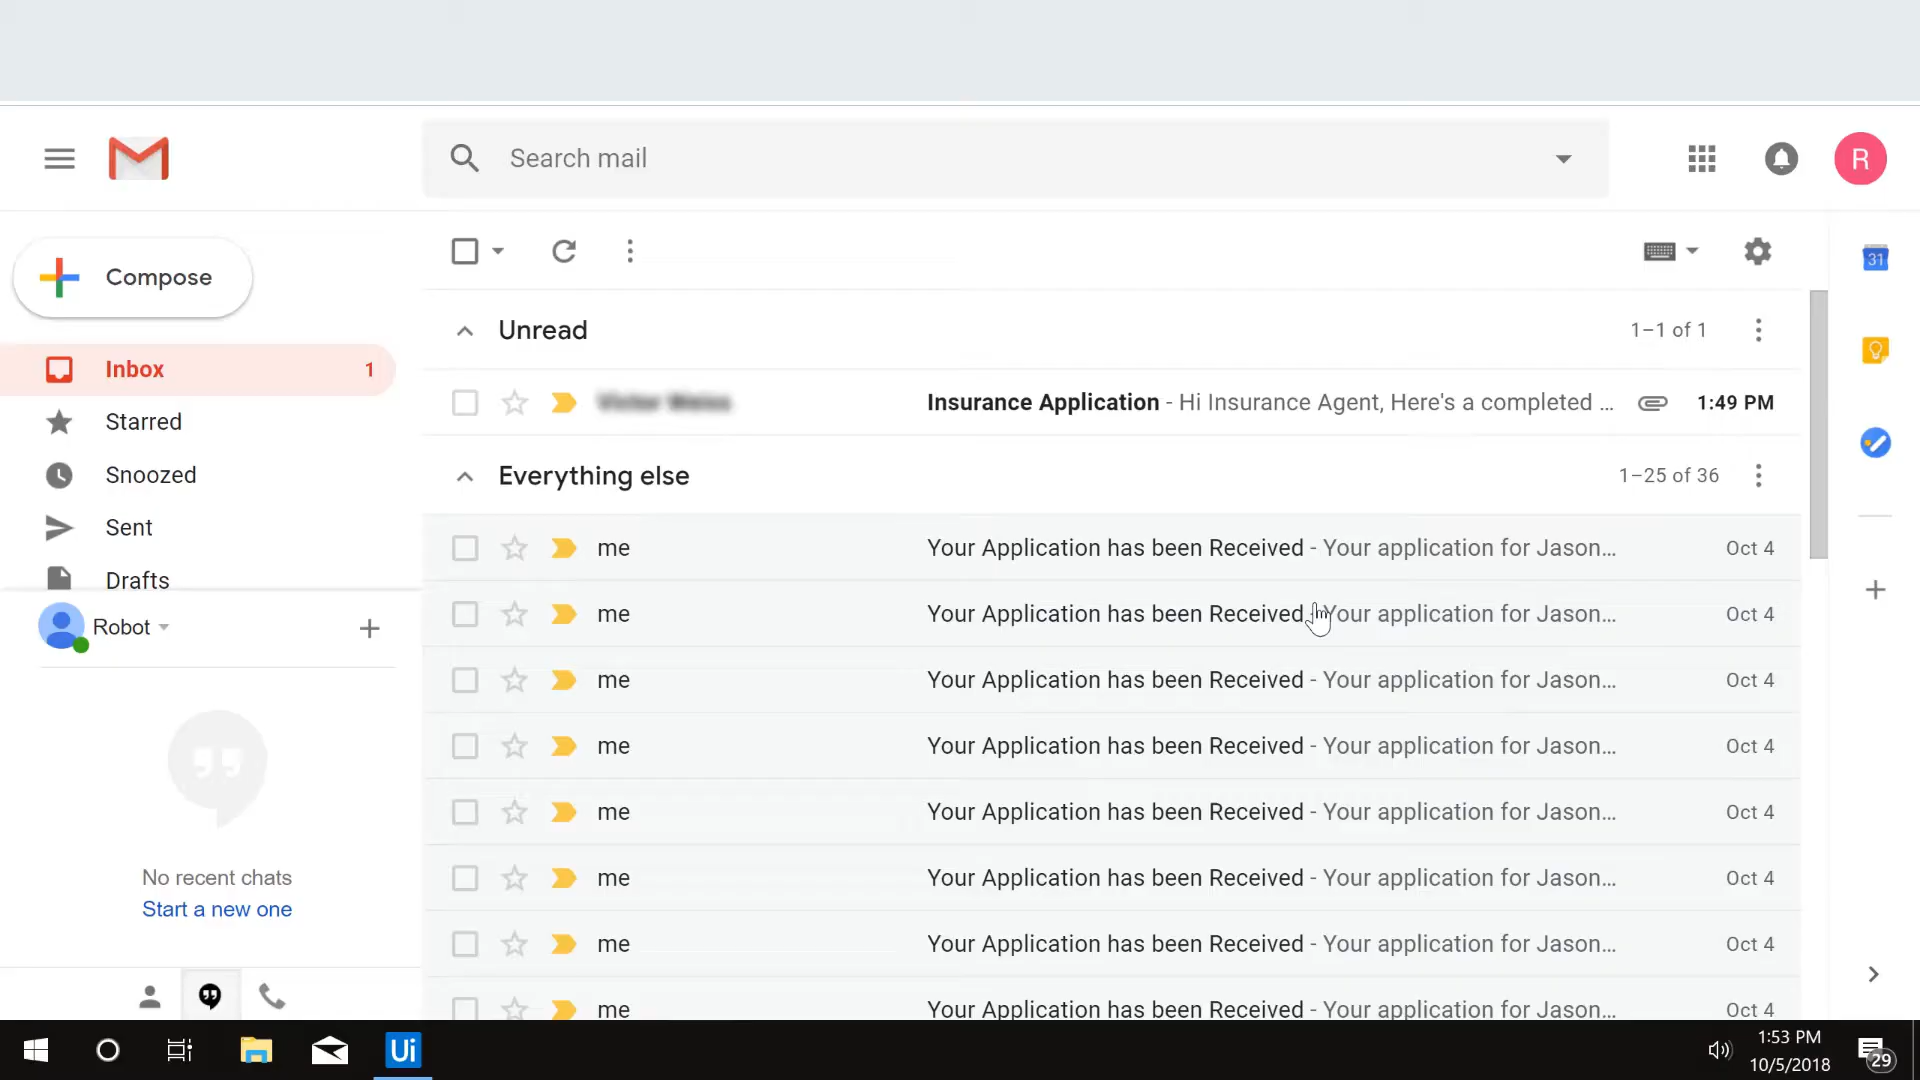 Search mail
R
Compose
31
Unread
1–1 of 1
Inbox 1
Insurance Application - Hi Insurance Agent, Here's a completed ... 1:49 PM
Starred
Snoozed
Everything else 1–25 of 36
Sent
me Your Application has been Received - Your application for Jason... Oct 4
Drafts
me Your Application has been Received - Your application for Jason... Oct 4
Robot
me Your Application has been Received - Your application for Jason... Oct 4
me Your Application has been Received - Your application for Jason... Oct 4
me Your Application has been Received - Your application for Jason... Oct 4
me Your Application has been Received - Your application for Jason... Oct 4
No recent chats
Start a new one
me Your Application has been Received - Your application for Jason... Oct 4
me Your Application has been Received - Your application for Jason... Oct 4
Ui
1:53 PM
10/5/2018
29